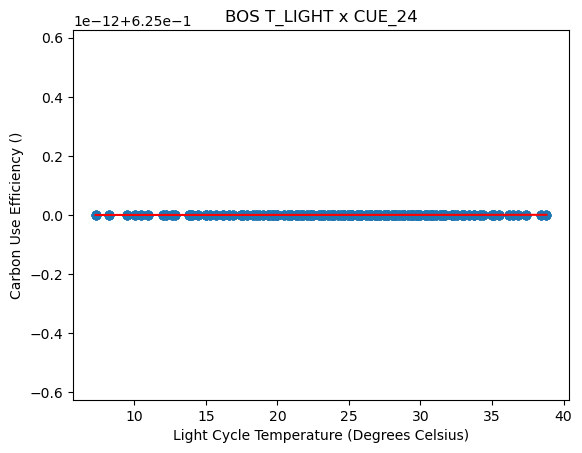 BOS T_LIGHT x CUE_24
1e-12+6.25e-1
0.6
0.4
0.2
0.0
−0.2
−0.4
−0.6
Carbon Use Efficiency ()
10 15 20 25 30 35 40
Light Cycle Temperature (Degrees Celsius)